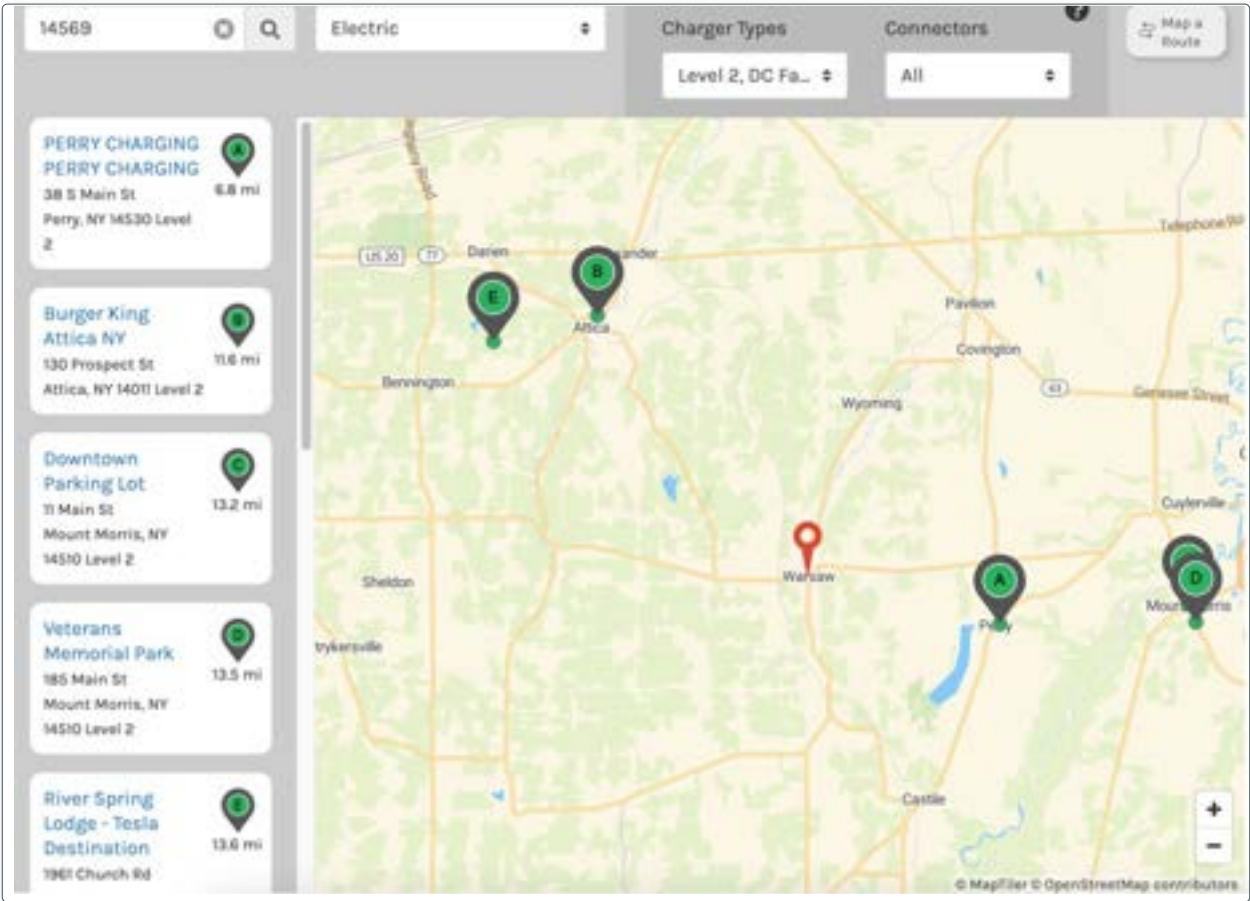 14569
Electric
Charger Types
Connectors
?
Map a
Route
Level 2, DC Fa...
All
PERRY CHARGING
PERRY CHARGING
38 S Main St
Perry, NY 14530 Level
2
A
6.8 mi
Burger King
Attica NY
130 Prospect St
Attica, NY 14011 Level 2
B
11.6 mi
Downtown
Parking Lot
11 Main St
Mount Morris, NY
14510 Level 2
C
13.2 mi
Veterans
Memorial Park
185 Main St
Mount Morris, NY
14510 Level 2
D
13.5 mi
River Spring
Lodge - Tesla
Destination
1961 Church Rd
E
13.6 mi
Road
Telephone Rd
US 20
77
Darien
ander
B
E
Attica
Pavilion
Covington
Bennington
63
Genesee Street
Wyoming
Cuylerville
Warsaw
Sheldon
A
D
Perry
trykersville
Castile
+
−
© MapTiler © OpenStreetMap contributors